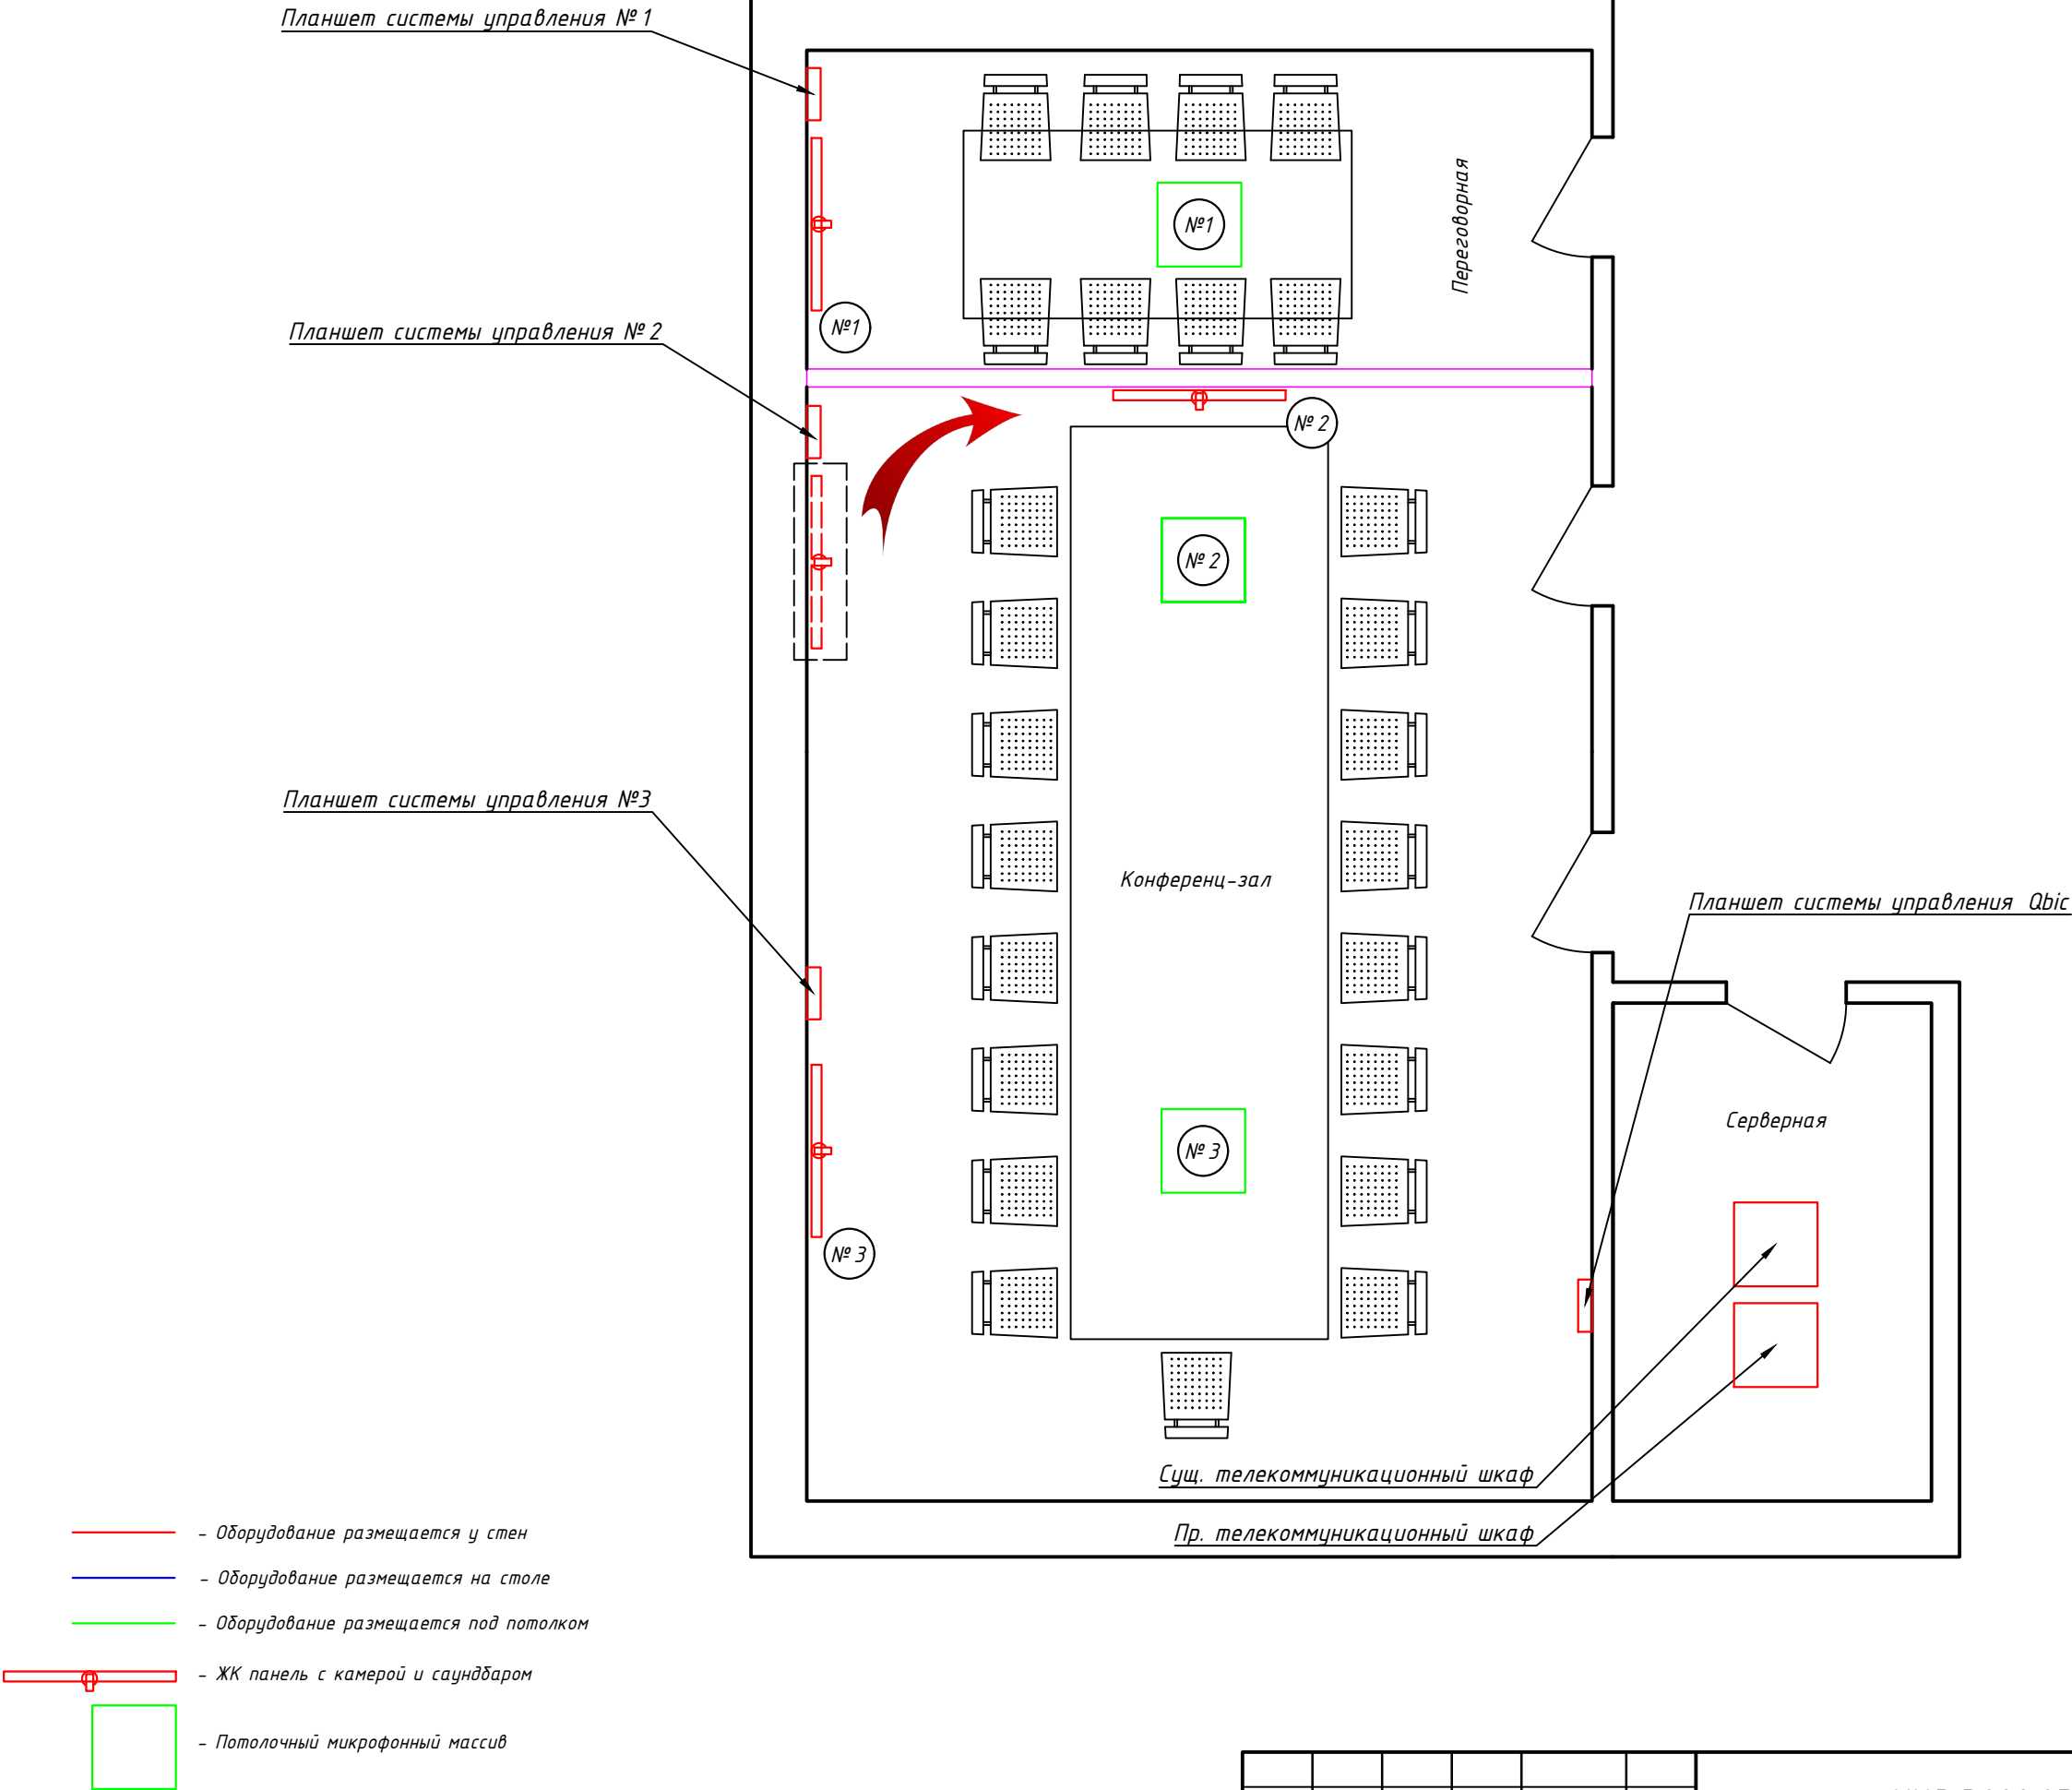 Планшет системы управления № 1
№1
Переговорная
№1
Планшет системы управления № 2
№ 2
№ 2
Планшет системы управления №3
Конференц-зал
Планшет системы управления Qbic
Серверная
№ 3
№ 3
Сущ. телекоммуникационный шкаф
Пр. телекоммуникационный шкаф
- Оборудование размещается у стен
- Оборудование размещается на столе
- Оборудование размещается под потолком
- ЖК панель с камерой и саундбаром
- Потолочный микрофонный массив